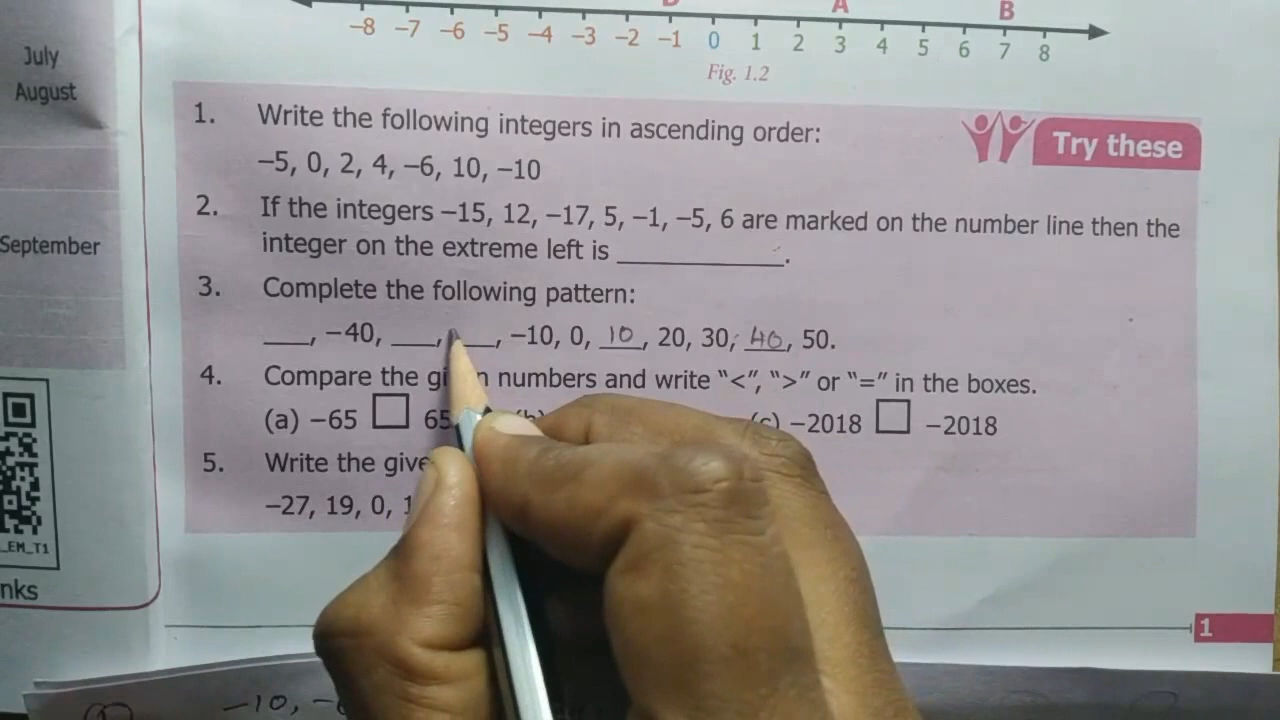 B
A
-8 -7 -6 -5 -4 -3 -2 -1 0 1 2 3 4 5 6 7 8
Fig. 1.2
July
August
September
_EM_T1
nks
Try these
1. Write the following integers in ascending order:
-5, 0, 2, 4, -6, 10, -10
2. If the integers -15, 12, -17, 5, -1, -5, 6 are marked on the number line then the
integer on the extreme left is ____________.
3. Complete the following pattern:
___, -40, ___, ___, -10, 0, 10, 20, 30, 40, 50.
4. Compare the given numbers and write "<", ">" or "=" in the boxes.
(a) -65 □ 65 (b) (c) -2018 □ -2018
5. Write the give
-27, 19, 0, 1
1
-10, -